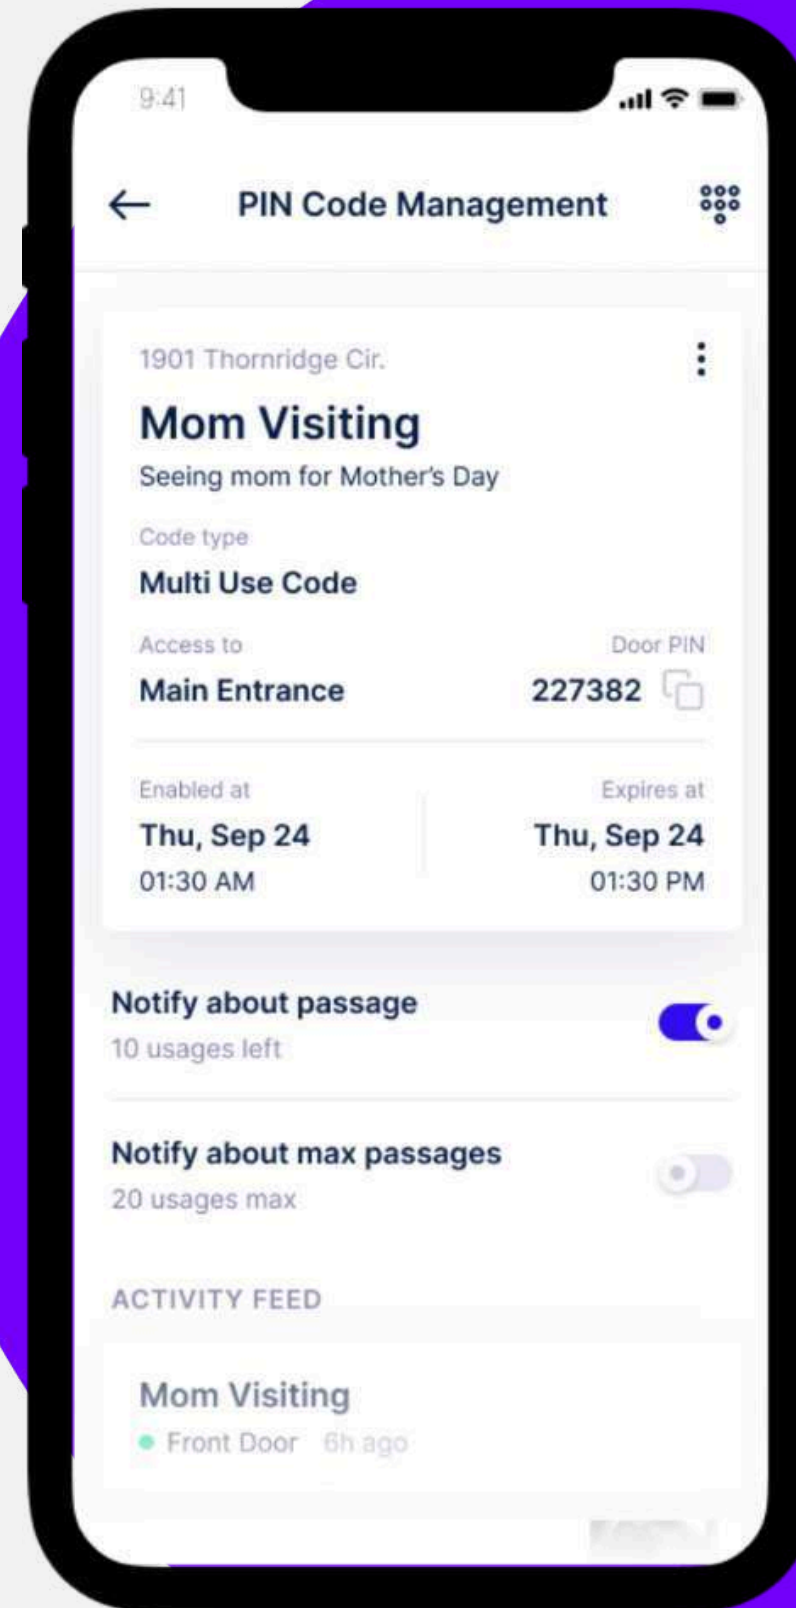 9:41
PIN Code Management
1901 Thornridge Cir.
Mom Visiting
Seeing mom for Mother's Day
Code type
Multi Use Code
Access to Door PIN
Main Entrance 227382
Enabled at Expires at
Thu, Sep 24 Thu, Sep 24
01:30 AM 01:30 PM
Notify about passage
10 usages left
Notify about max passages
20 usages max
ACTIVITY FEED
Mom Visiting
Front Door 6h ago